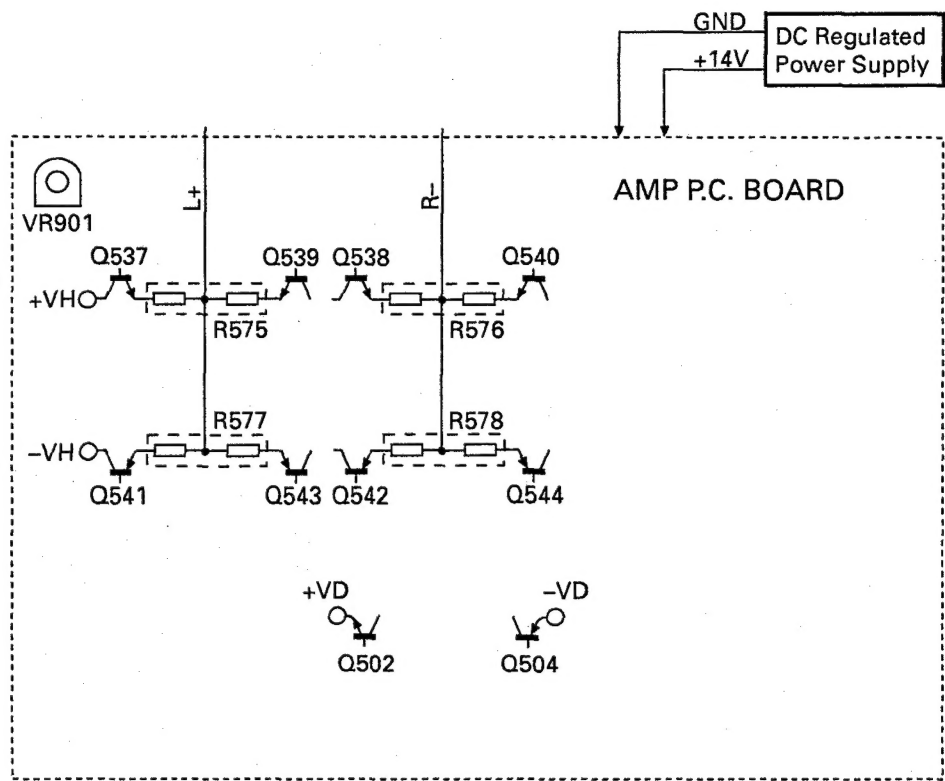 GND
DC Regulated
+14V
Power Supply
L+
R–
AMP P.C. BOARD
VR901
Q537
Q539
Q538
Q540
+VH
R575
R576
R577
R578
–VH
Q541
Q543
Q542
Q544
+VD
–VD
Q502
Q504